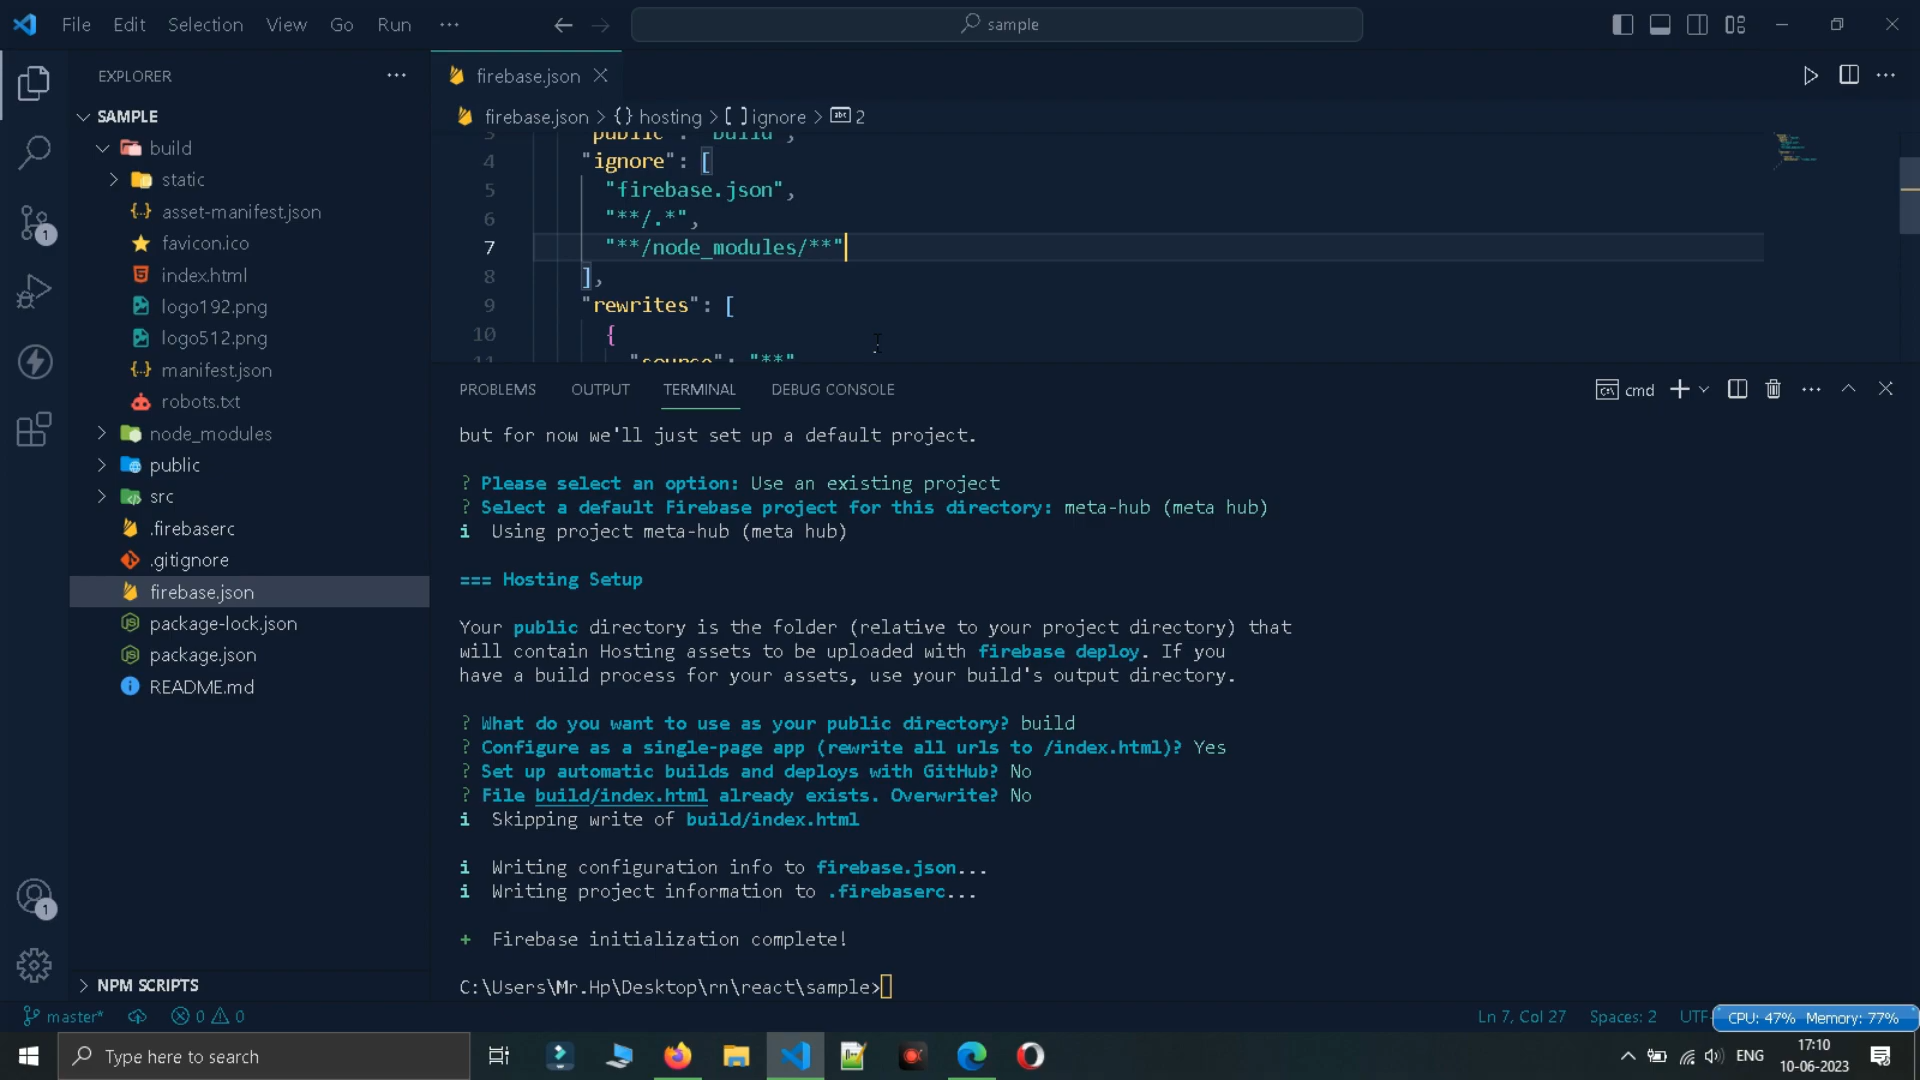 File Edit Selection View Go Run ...
sample
EXPLORER ...
firebase.json
SAMPLE
firebase.json > {} hosting > [ ] ignore > abc 2
build
static
asset-manifest.json
favicon.ico
index.html
logo192.png
logo512.png
manifest.json
robots.txt
node_modules
public
src
.firebaserc
.gitignore
firebase.json
package-lock.json
package.json
README.md
NPM SCRIPTS
3 "public": "build",
4 "ignore": [
5 "firebase.json",
6 "**/.*",
7 "**/node_modules/**"
8 ],
9 "rewrites": [
10 {
11 "source": "**"
PROBLEMS OUTPUT TERMINAL DEBUG CONSOLE
cmd
but for now we'll just set up a default project.
? Please select an option: Use an existing project
? Select a default Firebase project for this directory: meta-hub (meta hub)
i Using project meta-hub (meta hub)
=== Hosting Setup
Your public directory is the folder (relative to your project directory) that
will contain Hosting assets to be uploaded with firebase deploy. If you
have a build process for your assets, use your build's output directory.
? What do you want to use as your public directory? build
? Configure as a single-page app (rewrite all urls to /index.html)? Yes
? Set up automatic builds and deploys with GitHub? No
? File build/index.html already exists. Overwrite? No
i Skipping write of build/index.html
i Writing configuration info to firebase.json...
i Writing project information to .firebaserc...
+ Firebase initialization complete!
C:\Users\Mr.Hp\Desktop\rn\react\sample>
1
1
master* 0 0
Ln 7, Col 27 Spaces: 2 UTF-
CPU: 47% Memory: 77%
Type here to search
ENG
17:10
10-06-2023